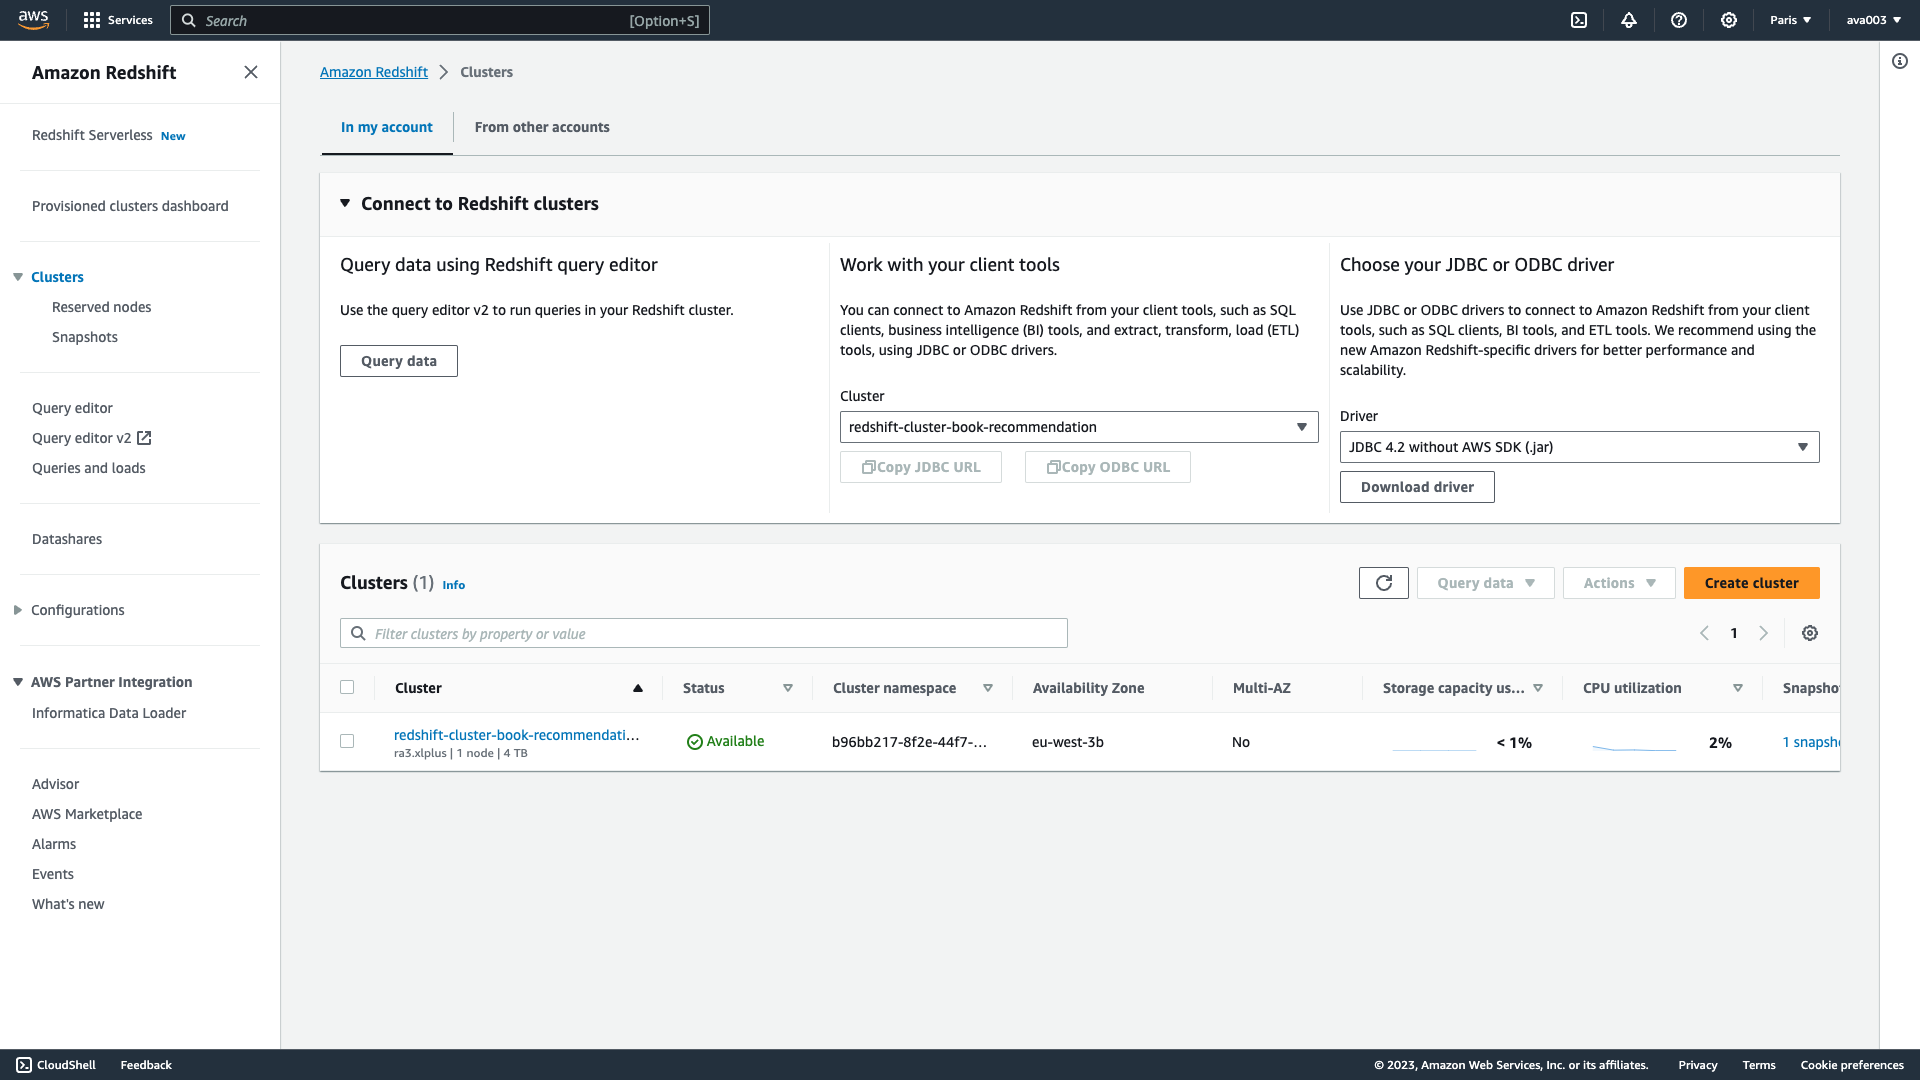 aws
Services
Search
[Option+S]
Paris ▼
ava003 ▼
Amazon Redshift
Redshift Serverless New
Provisioned clusters dashboard
Clusters
Reserved nodes
Snapshots
Query editor
Query editor v2
Queries and loads
Datashares
Configurations
AWS Partner Integration
Informatica Data Loader
Advisor
AWS Marketplace
Alarms
Events
What's new
Amazon Redshift > Clusters
In my account
From other accounts
Connect to Redshift clusters
Query data using Redshift query editor
Use the query editor v2 to run queries in your Redshift cluster.
Query data
Work with your client tools
You can connect to Amazon Redshift from your client tools, such as SQL
clients, business intelligence (BI) tools, and extract, transform, load (ETL)
tools, using JDBC or ODBC drivers.
Cluster
redshift-cluster-book-recommendation
Copy JDBC URL
Copy ODBC URL
Choose your JDBC or ODBC driver
Use JDBC or ODBC drivers to connect to Amazon Redshift from your client
tools, such as SQL clients, BI tools, and ETL tools. We recommend using the
new Amazon Redshift-specific drivers for better performance and
scalability.
Driver
JDBC 4.2 without AWS SDK (.jar)
Download driver
Clusters (1) Info
Query data
Actions
Create cluster
Filter clusters by property or value
1
Cluster
Status
Cluster namespace
Availability Zone
Multi-AZ
Storage capacity us...
CPU utilization
Snapsho
redshift-cluster-book-recommendati...
ra3.xlplus | 1 node | 4 TB
Available
b96bb217-8f2e-44f7-...
eu-west-3b
No
< 1%
2%
1 snapsho
CloudShell
Feedback
© 2023, Amazon Web Services, Inc. or its affiliates.
Privacy
Terms
Cookie preferences